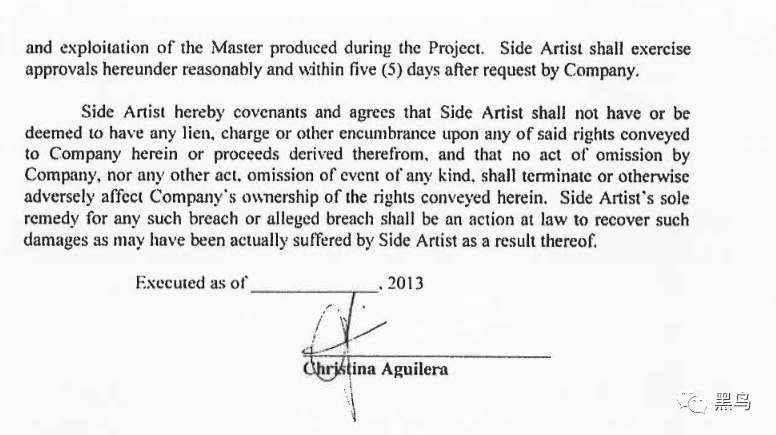 and exploitation of the Master produced during the Project. Side Artist shall exercise
approvals hereunder reasonably and within five (5) days after request by Company.
Side Artist hereby covenants and agrees that Side Artist shall not have or be
deemed to have any lien, charge or other encumbrance upon any of said rights conveyed
to Company herein or proceeds derived therefrom, and that no act of omission by
Company, nor any other act, omission of event of any kind, shall terminate or otherwise
adversely affect Company's ownership of the rights conveyed herein. Side Artist's sole
remedy for any such breach or alleged breach shall be an action at law to recover such
damages as may have been actually suffered by Side Artist as a result thereof.
Executed as of ____________, 2013
Christina Aguilera
黑鸟